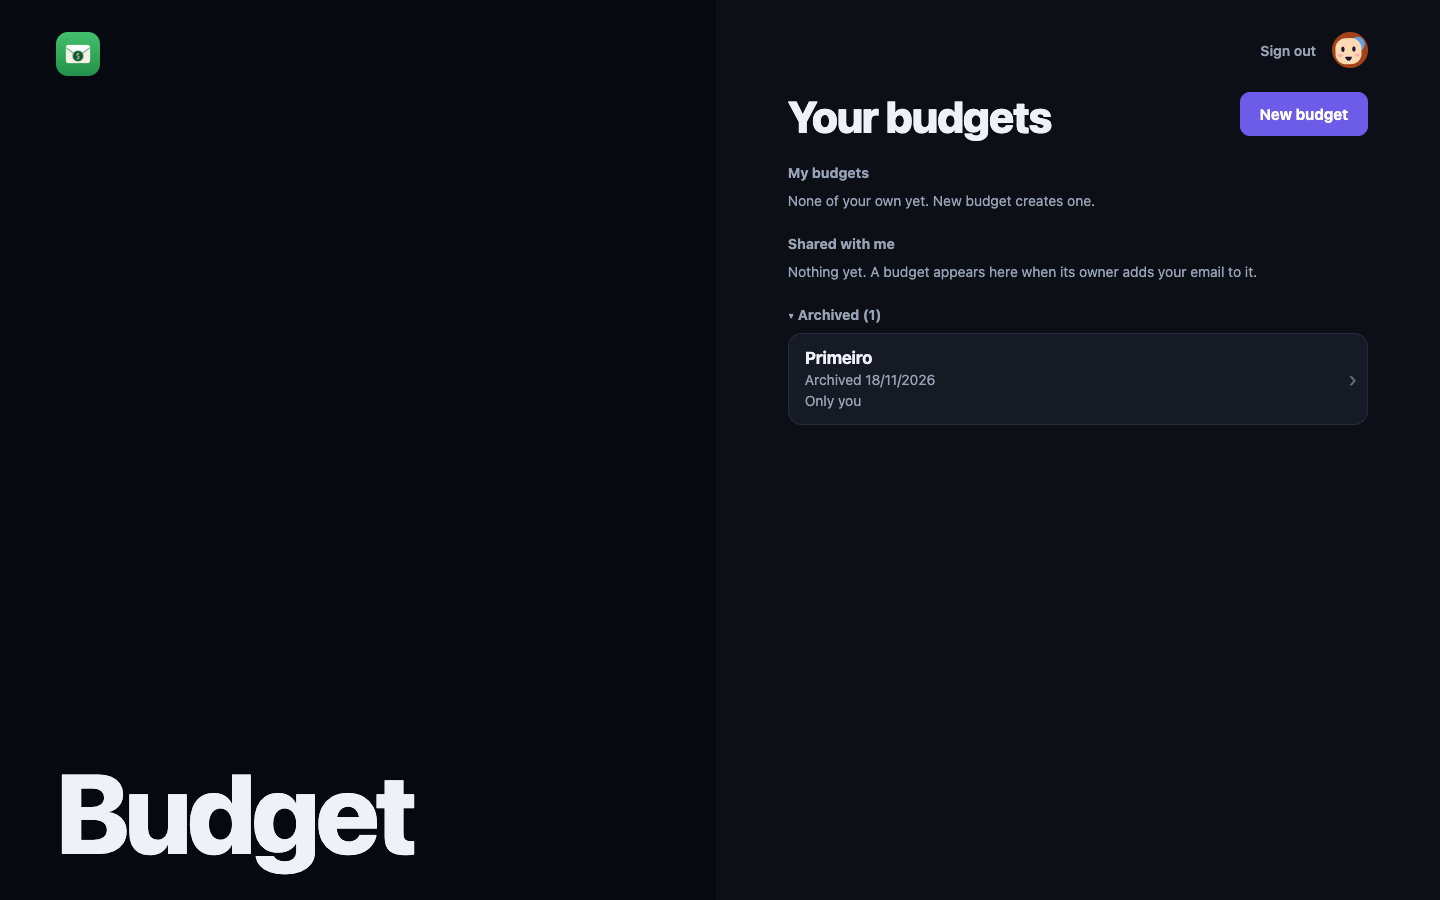 Sign out
Your budgets
New budget
My budgets
None of your own yet. New budget creates one.
Shared with me
Nothing yet. A budget appears here when its owner adds your email to it.
▾ Archived (1)
Primeiro
Archived 18/11/2026
Only you
›
Budget